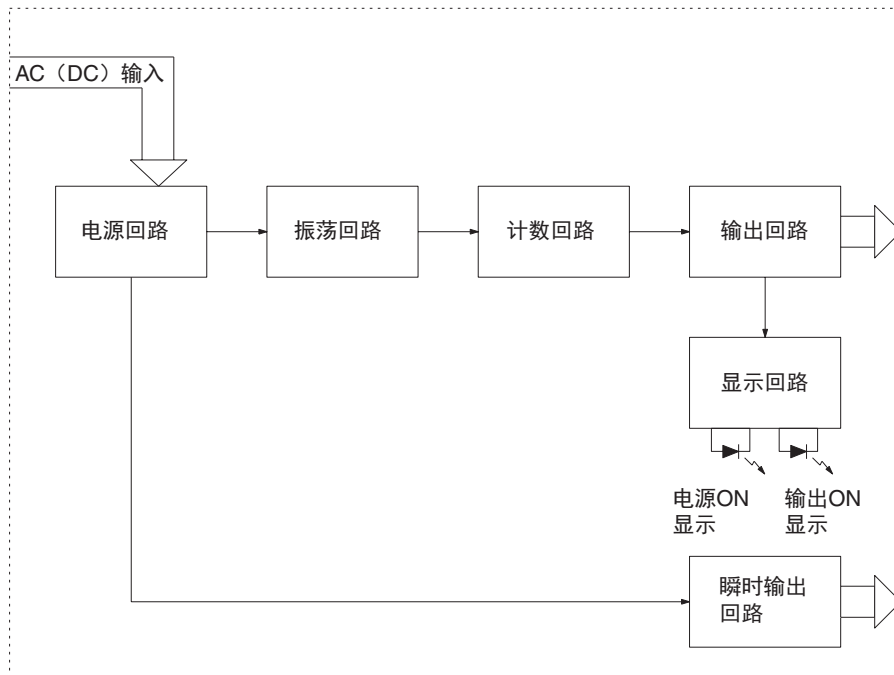 AC（DC）输入
电源回路
振荡回路
计数回路
输出回路
显示回路
电源ON
显示
输出ON
显示
瞬时输出
回路